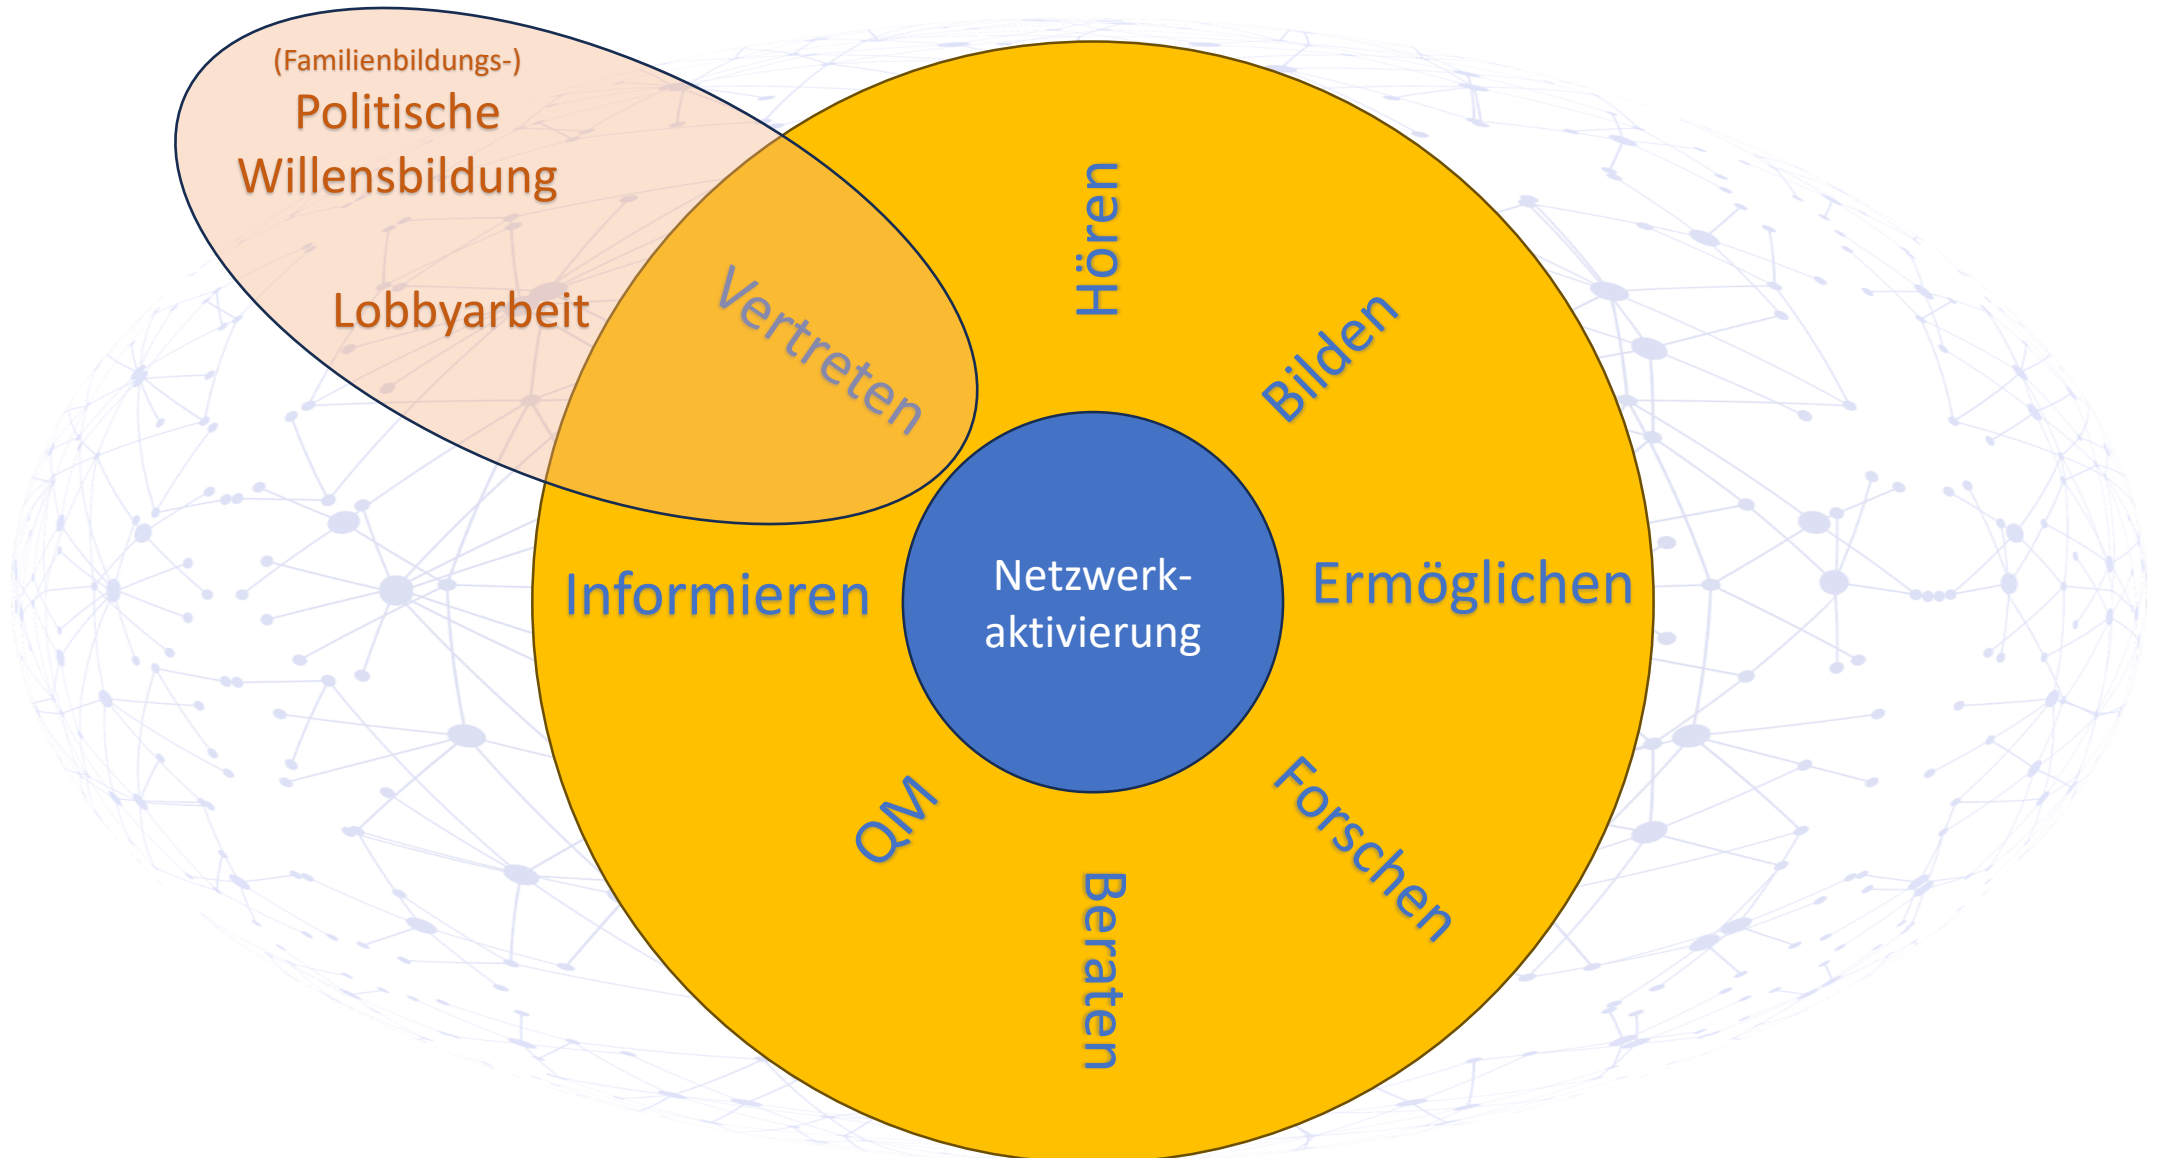 (Familienbildungs-)
Politische
Willensbildung
Lobbyarbeit
Vertreten
Hören
Bilden
Ermöglichen
Forschen
Beraten
QM
Informieren
Netzwerk-
aktivierung